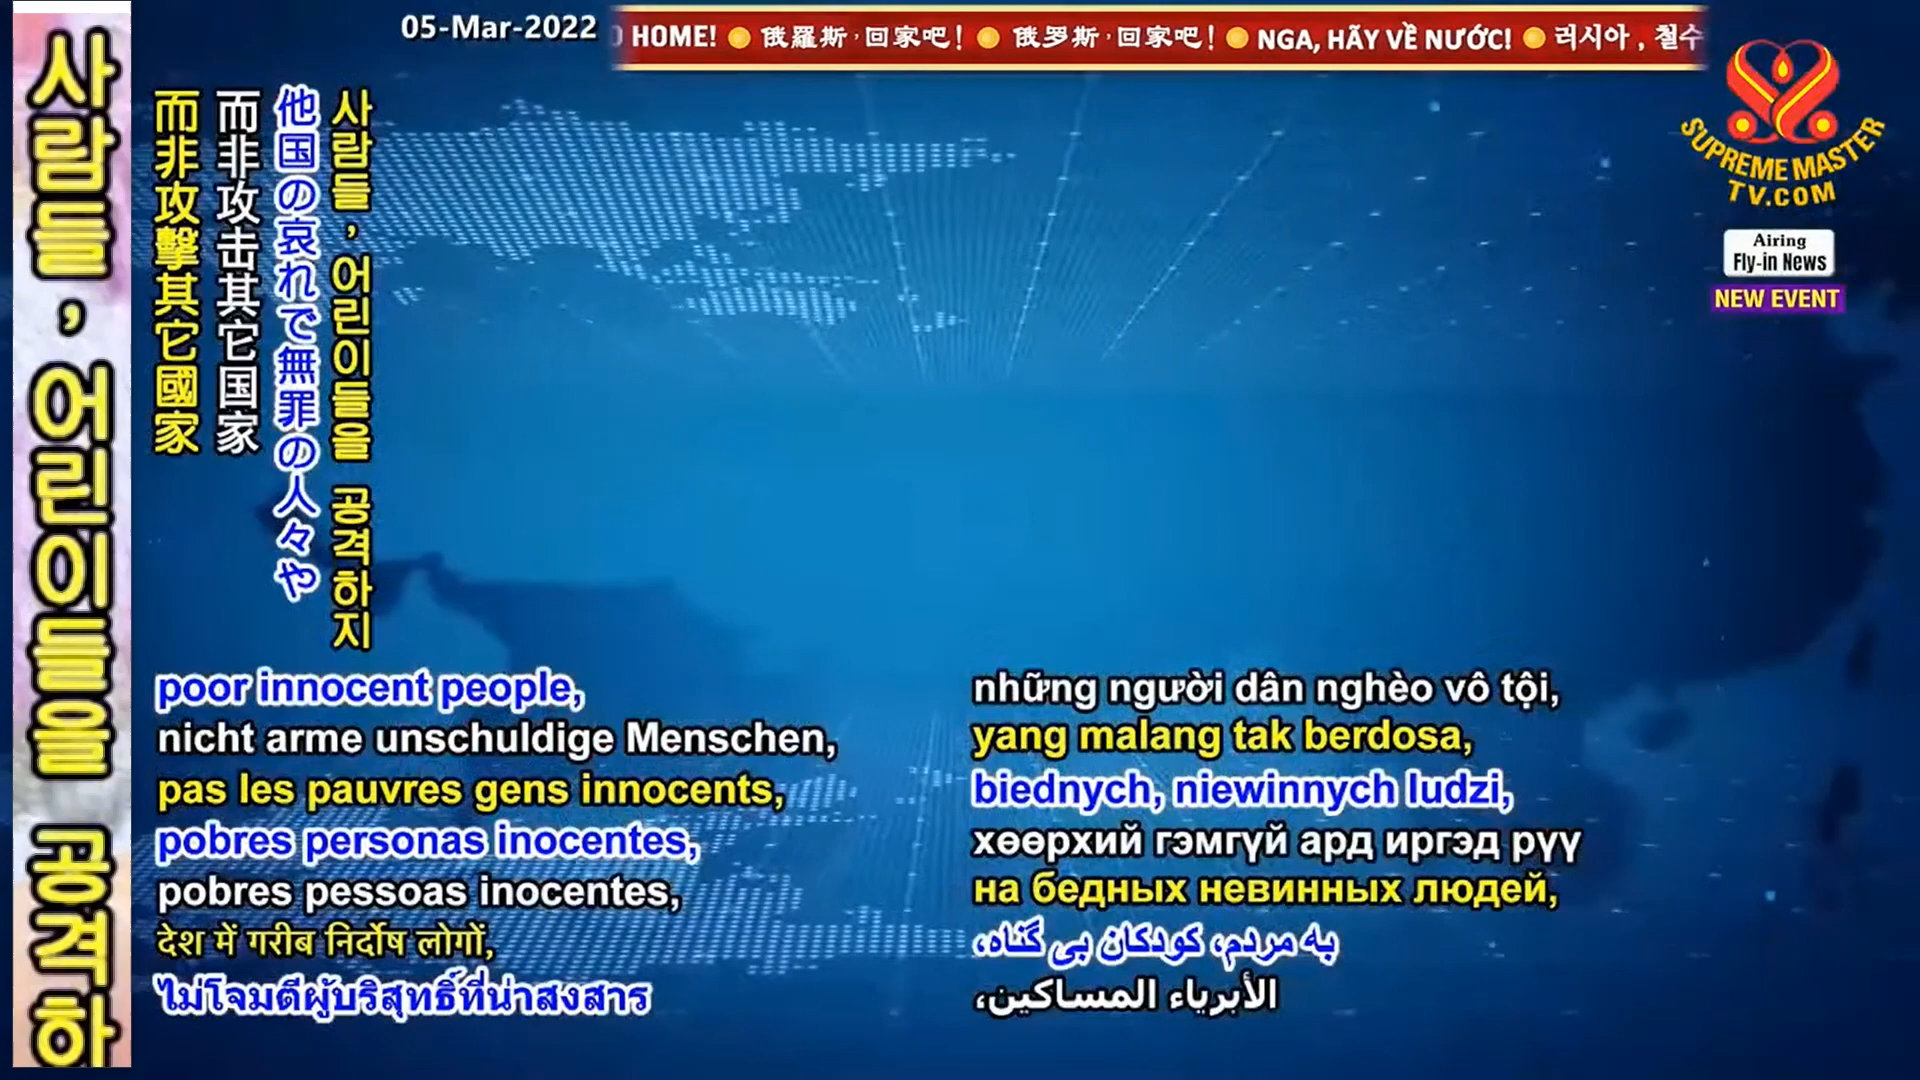 05-Mar-2022
HOME! 俄羅斯，回家吧！ 俄罗斯，回家吧！ NGA, HÃY VỀ NƯỚC! 러시아 , 철수
SUPREME MASTER
TV.COM
Airing
Fly-in News
NEW EVENT
사람들, 어린이들을 공격하
而非攻擊其它國家
而非攻击其它国家
他国の哀れで無罪の人々や
사람들, 어린이들을 공격하지
poor innocent people,
nicht arme unschuldige Menschen,
pas les pauvres gens innocents,
pobres personas inocentes,
pobres pessoas inocentes,
देश में गरीब निर्दोष लोगों,
ไม่โจมตีผู้บริสุทธิ์ที่น่าสงสาร
những người dân nghèo vô tội,
yang malang tak berdosa,
biednych, niewinnych ludzi,
хөөрхий гэмгүй ард иргэд рүү
на бедных невинных людей,
به مردم، کودکان بی گناه،
الأبرياء المساكين،